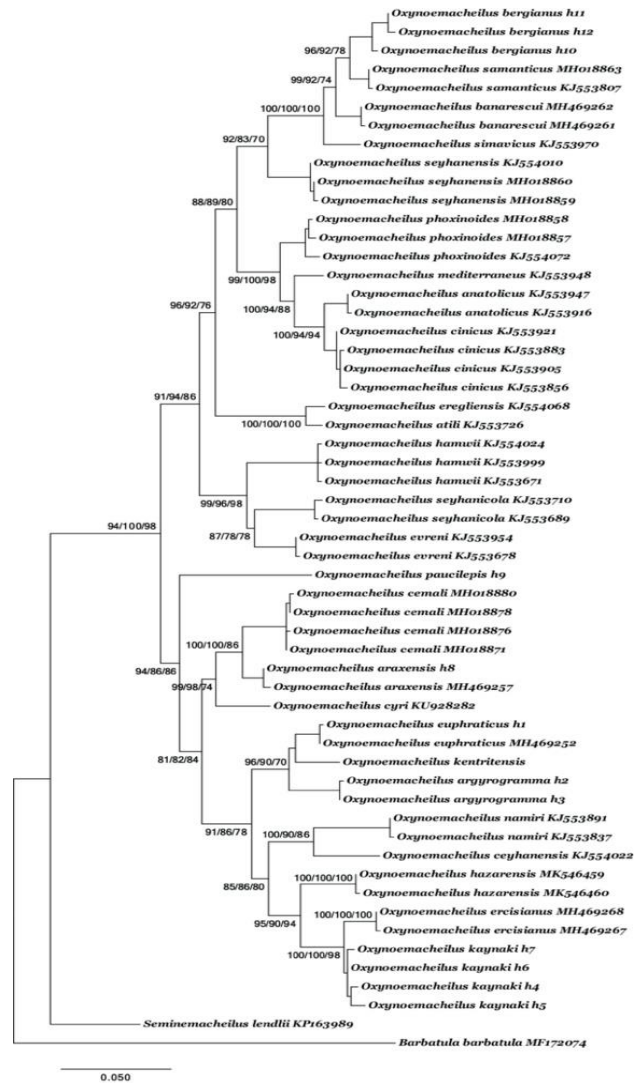 Oxynoemacheilus bergianus h11
Oxynoemacheilus bergianus h12
96/92/78
Oxynoemacheilus bergianus h10
Oxynoemacheilus samanticus MH018863
99/92/74
Oxynoemacheilus samanticus KJ553807
Oxynoemacheilus banarescui MH469262
100/100/100
Oxynoemacheilus banarescui MH469261
92/83/70
Oxynoemacheilus simavicus KJ553970
Oxynoemacheilus seyhanensis KJ554010
Oxynoemacheilus seyhanensis MH018860
88/89/80
Oxynoemacheilus seyhanensis MH018859
Oxynoemacheilus phoxinoides MH018858
Oxynoemacheilus phoxinoides MH018857
Oxynoemacheilus phoxinoides KJ554072
99/100/98
Oxynoemacheilus mediterraneus KJ553948
96/92/76
Oxynoemacheilus anatolicus KJ553947
100/94/88
Oxynoemacheilus anatolicus KJ553916
Oxynoemacheilus cinicus KJ553921
100/94/94
Oxynoemacheilus cinicus KJ553883
Oxynoemacheilus cinicus KJ553905
Oxynoemacheilus cinicus KJ553856
91/94/86
Oxynoemacheilus eregliensis KJ554068
100/100/100
Oxynoemacheilus atili KJ553726
Oxynoemacheilus hamwii KJ554024
Oxynoemacheilus hamwii KJ553999
Oxynoemacheilus hamwii KJ553671
99/96/98
Oxynoemacheilus seyhanicola KJ553710
Oxynoemacheilus seyhanicola KJ553689
94/100/98
87/78/78
Oxynoemacheilus evreni KJ553954
Oxynoemacheilus evreni KJ553678
Oxynoemacheilus paucilepis h9
Oxynoemacheilus cemali MH018880
Oxynoemacheilus cemali MH018878
Oxynoemacheilus cemali MH018876
100/100/86
Oxynoemacheilus cemali MH018871
94/86/86
Oxynoemacheilus araxensis h8
99/98/74
Oxynoemacheilus araxensis MH469257
Oxynoemacheilus cyri KU928282
Oxynoemacheilus euphraticus h1
Oxynoemacheilus euphraticus MH469252
81/82/84
96/90/70
Oxynoemacheilus kentritensis
Oxynoemacheilus argyrogramma h2
Oxynoemacheilus argyrogramma h3
Oxynoemacheilus namiri KJ553891
91/86/78
100/90/86
Oxynoemacheilus namiri KJ553837
Oxynoemacheilus ceyhanensis KJ554022
100/100/100
Oxynoemacheilus hazarensis MK546459
85/86/80
Oxynoemacheilus hazarensis MK546460
100/100/100
Oxynoemacheilus ercisianus MH469268
95/90/94
Oxynoemacheilus ercisianus MH469267
Oxynoemacheilus kaynaki h7
100/100/98
Oxynoemacheilus kaynaki h6
Oxynoemacheilus kaynaki h4
Oxynoemacheilus kaynaki h5
Seminemacheilus lendlii KP163989
Barbatula barbatula MF172074
0.050